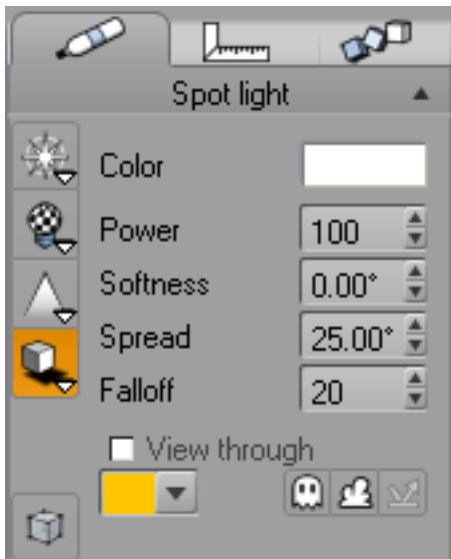 Spot light
Color
Power 100
Softness 0.00°
Spread 25.00°
Falloff 20
View through